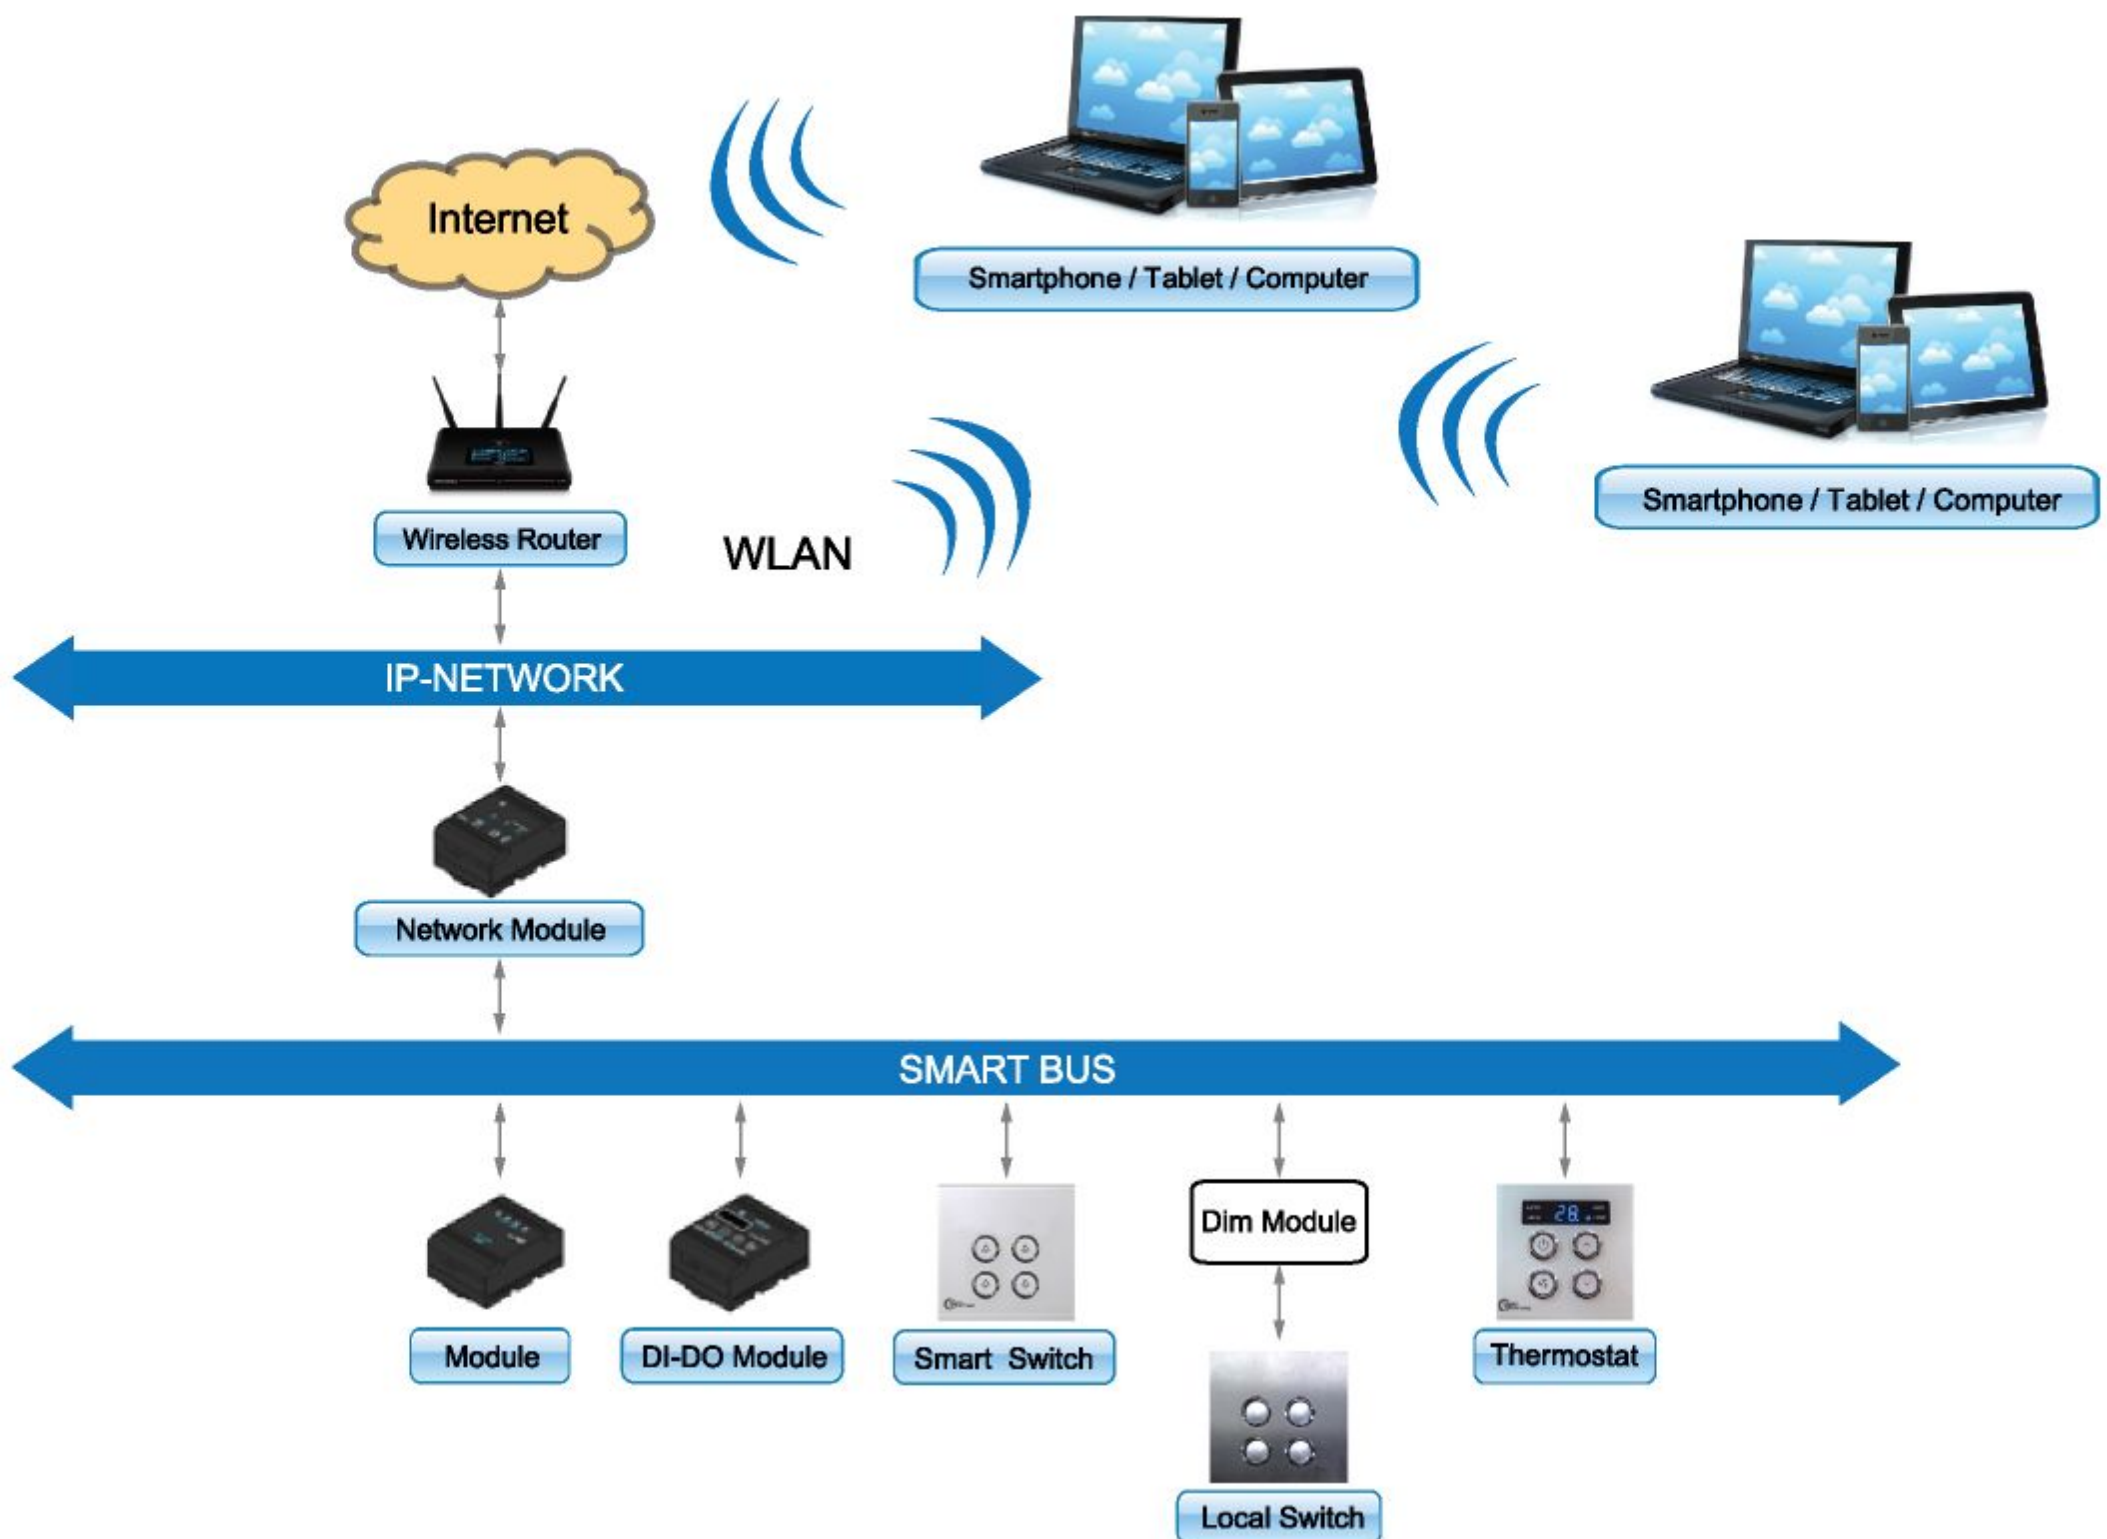 Internet
Smartphone / Tablet / Computer
Smartphone / Tablet / Computer
Wireless Router
WLAN
IP-NETWORK
Network Module
SMART BUS
Dim Module
28
Module
DI-DO Module
Smart Switch
Thermostat
Local Switch